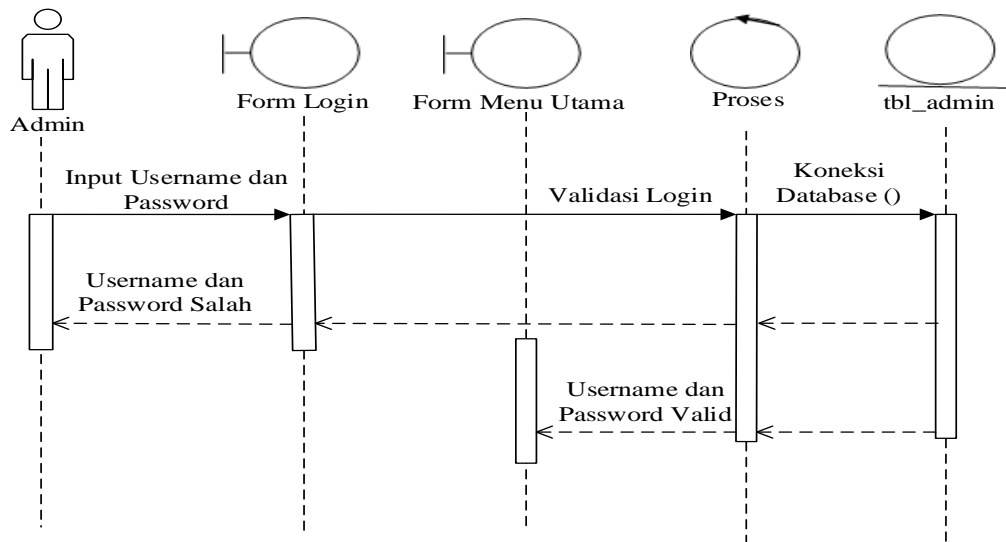 Admin
Form Login
Form Menu Utama
Proses
tbl_admin
Input Username dan
Password
Validasi Login
Koneksi
Database ()
Username dan
Password Salah
Username dan
Password Valid